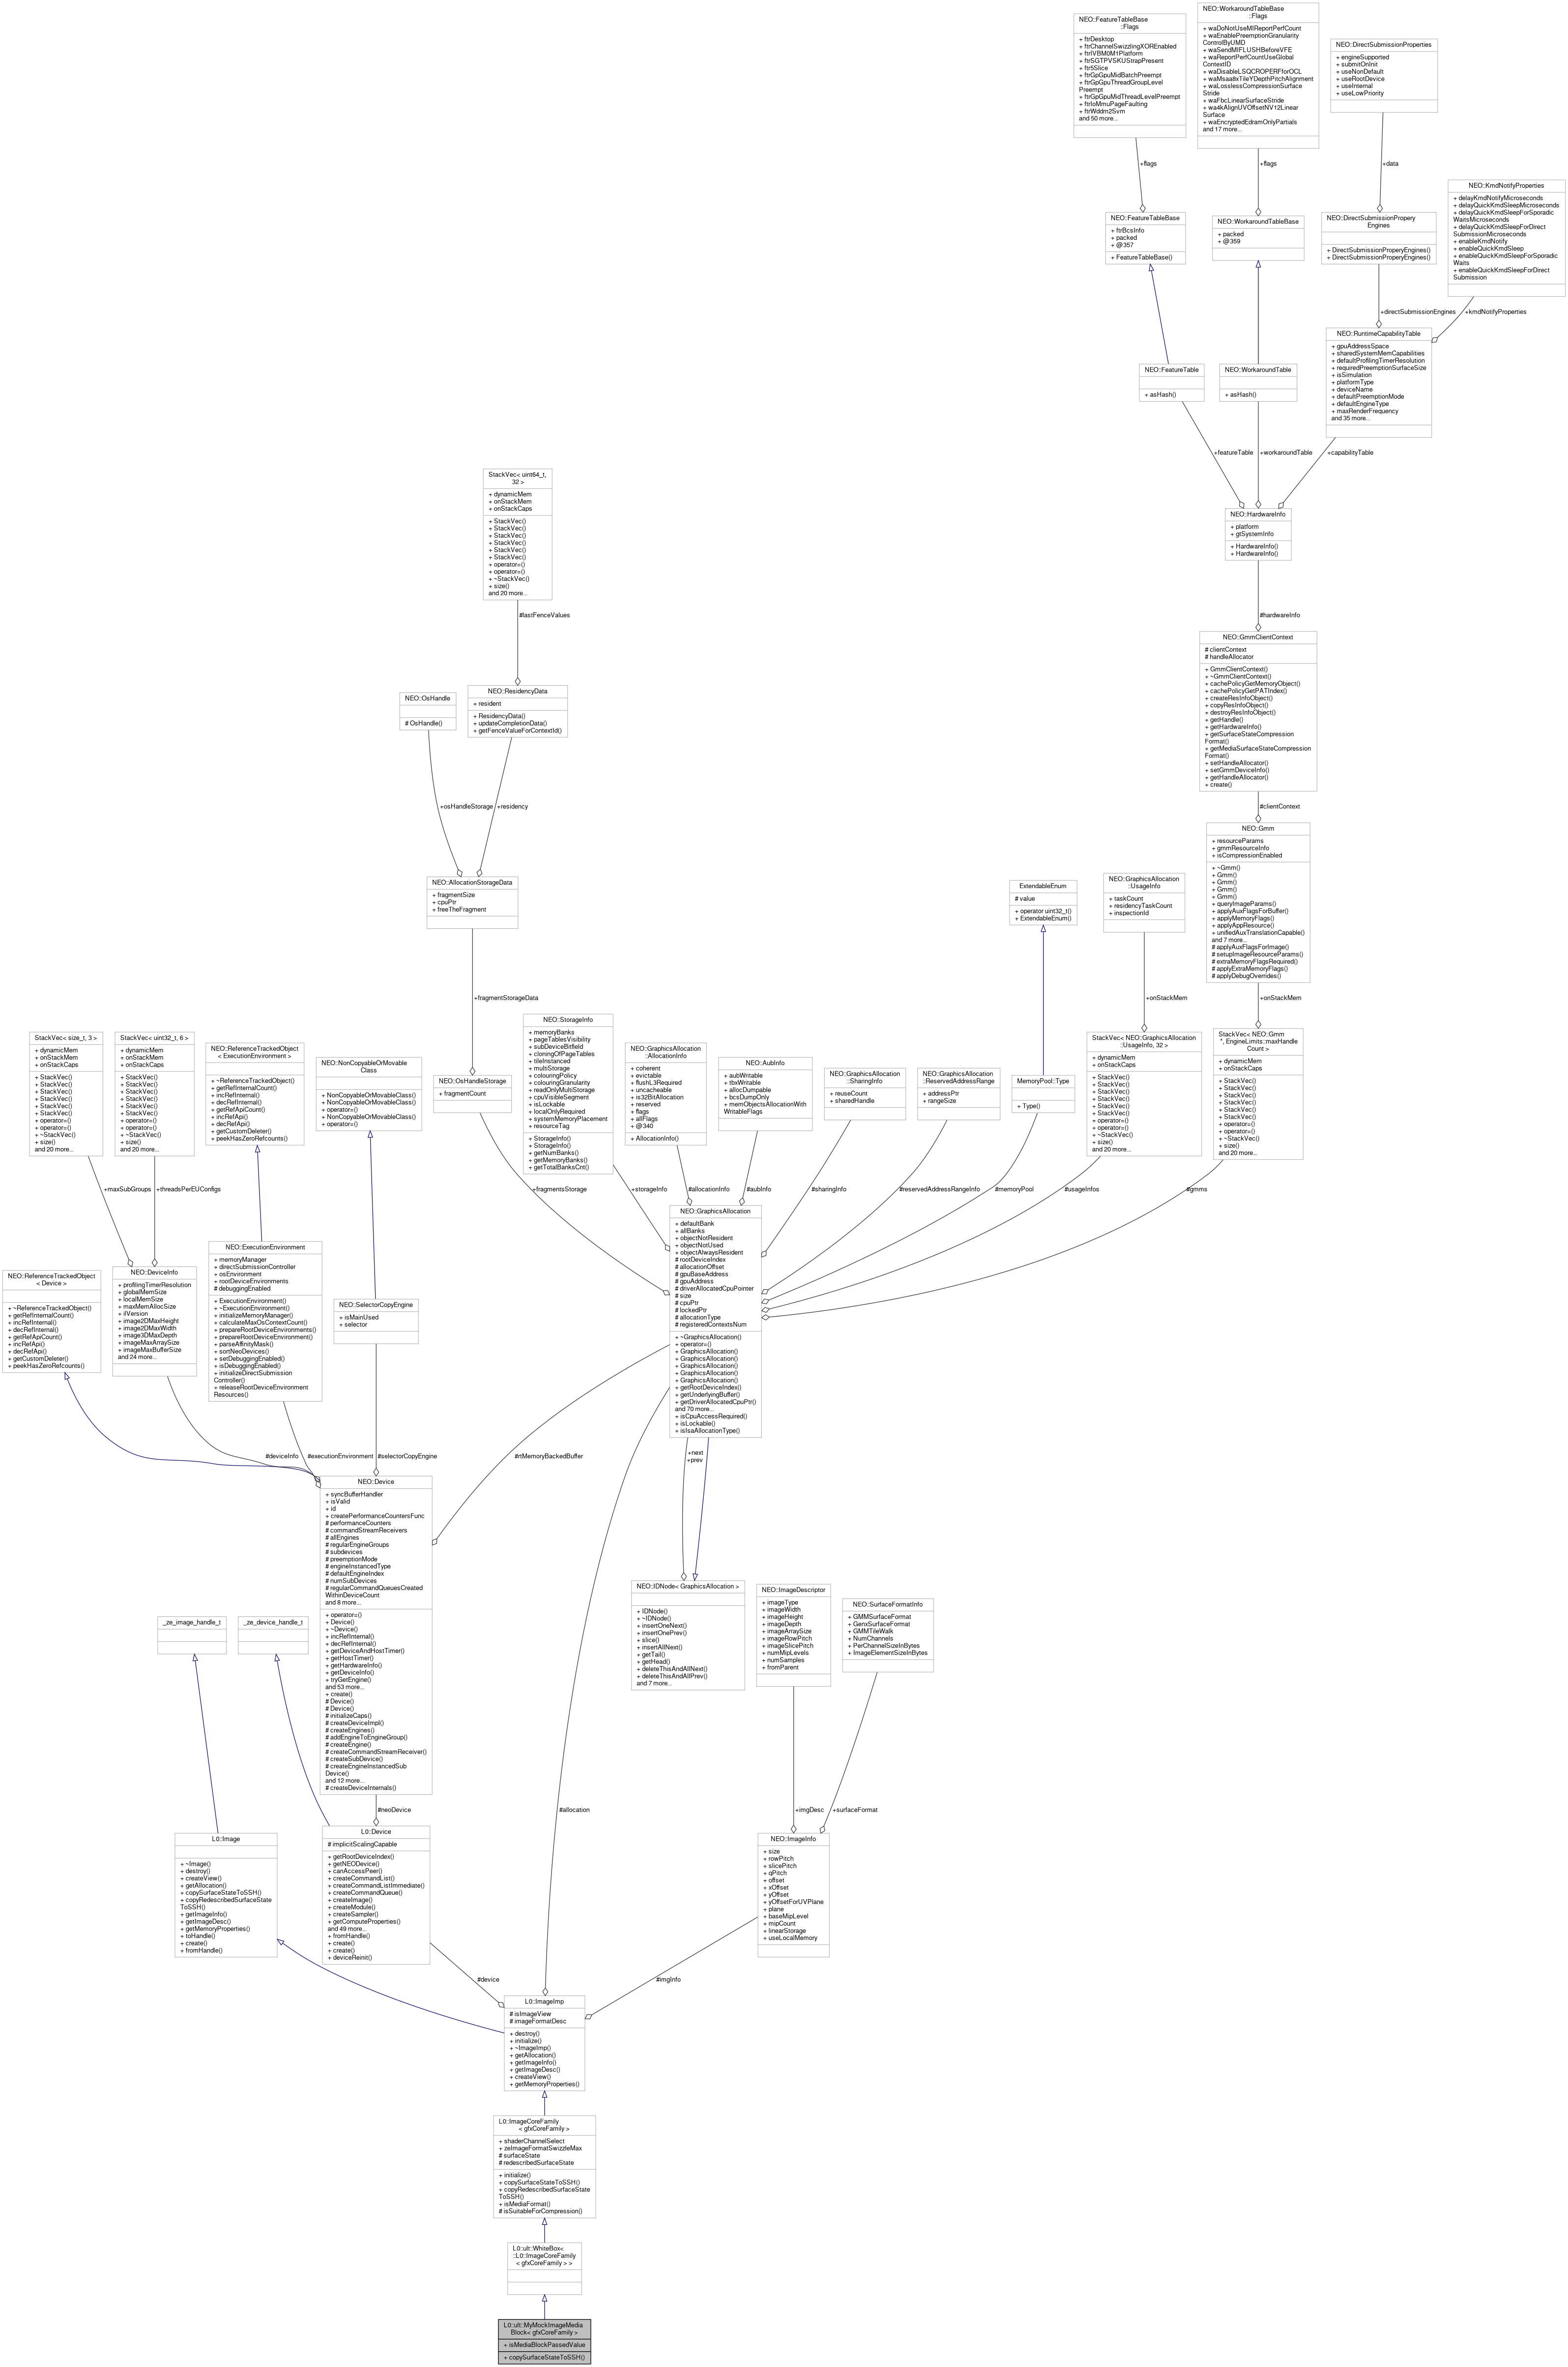 NEO::FeatureTableBase
::Flags
+ ftrDesktop
+ ftrChannelSwizzlingXOREnabled
+ ftrIVBM0M1Platform
+ ftrSGTPVSKUStrapPresent
+ ftr5Slice
+ ftrGpGpuMidBatchPreempt
+ ftrGpGpuThreadGroupLevel
Preempt
+ ftrGpGpuMidThreadLevelPreempt
+ ftrIoMmuPageFaulting
+ ftrWddm2Svm
and 50 more...
NEO::WorkaroundTableBase
::Flags
+ waDoNotUseMIReportPerfCount
+ waEnablePreemptionGranularity
ControlByUMD
+ waSendMIFLUSHBeforeVFE
+ waReportPerfCountUseGlobal
ContextID
+ waDisableLSQCROPERFforOCL
+ waMsaa8xTileYDepthPitchAlignment
+ waLosslessCompressionSurface
Stride
+ waFbcLinearSurfaceStride
+ wa4kAlignUVOffsetNV12Linear
Surface
+ waEncryptedEdramOnlyPartials
and 17 more...
NEO::DirectSubmissionProperties
+ engineSupported
+ submitOnInit
+ useNonDefault
+ useRootDevice
+ useInternal
+ useLowPriority
+flags
+flags
+data
NEO::KmdNotifyProperties
+ delayKmdNotifyMicroseconds
+ delayQuickKmdSleepMicroseconds
+ delayQuickKmdSleepForSporadic
WaitsMicroseconds
+ delayQuickKmdSleepForDirect
SubmissionMicroseconds
+ enableKmdNotify
+ enableQuickKmdSleep
+ enableQuickKmdSleepForSporadic
Waits
+ enableQuickKmdSleepForDirect
Submission
NEO::FeatureTableBase
+ ftrBcsInfo
+ packed
+ @357
+ FeatureTableBase()
NEO::WorkaroundTableBase
+ packed
+ @359
NEO::DirectSubmissionPropery
Engines
+ DirectSubmissionProperyEngines()
+ DirectSubmissionProperyEngines()
+directSubmissionEngines
+kmdNotifyProperties
NEO::RuntimeCapabilityTable
+ gpuAddressSpace
+ sharedSystemMemCapabilities
+ defaultProfilingTimerResolution
+ requiredPreemptionSurfaceSize
+ isSimulation
+ platformType
+ deviceName
+ defaultPreemptionMode
+ defaultEngineType
+ maxRenderFrequency
and 35 more...
NEO::FeatureTable
+ asHash()
NEO::WorkaroundTable
+ asHash()
+featureTable
+workaroundTable
+capabilityTable
NEO::HardwareInfo
+ platform
+ gtSystemInfo
+ HardwareInfo()
+ HardwareInfo()
#hardwareInfo
StackVec< uint64_t,
32 >
+ dynamicMem
+ onStackMem
+ onStackCaps
+ StackVec()
+ StackVec()
+ StackVec()
+ StackVec()
+ StackVec()
+ StackVec()
+ operator=()
+ operator=()
+ ~StackVec()
+ size()
and 20 more...
#lastFenceValues
NEO::GmmClientContext
# clientContext
# handleAllocator
+ GmmClientContext()
+ ~GmmClientContext()
+ cachePolicyGetMemoryObject()
+ cachePolicyGetPATIndex()
+ createResInfoObject()
+ copyResInfoObject()
+ destroyResInfoObject()
+ getHandle()
+ getHardwareInfo()
+ getSurfaceStateCompression
Format()
+ getMediaSurfaceStateCompression
Format()
+ setHandleAllocator()
+ setGmmDeviceInfo()
+ getHandleAllocator()
+ create()
#clientContext
NEO::OsHandle
# OsHandle()
NEO::ResidencyData
+ resident
+ ResidencyData()
+ updateCompletionData()
+ getFenceValueForContextId()
+osHandleStorage
+residency
NEO::Gmm
+ resourceParams
+ gmmResourceInfo
+ isCompressionEnabled
+ ~Gmm()
+ Gmm()
+ Gmm()
+ Gmm()
+ Gmm()
+ queryImageParams()
+ applyAuxFlagsForBuffer()
+ applyMemoryFlags()
+ applyAppResource()
+ unifiedAuxTranslationCapable()
and 7 more...
# applyAuxFlagsForImage()
# setupImageResourceParams()
# extraMemoryFlagsRequired()
# applyExtraMemoryFlags()
# applyDebugOverrides()
NEO::AllocationStorageData
+ fragmentSize
+ cpuPtr
+ freeTheFragment
ExtendableEnum
# value
+ operator uint32_t()
+ ExtendableEnum()
NEO::GraphicsAllocation
::UsageInfo
+ taskCount
+ residencyTaskCount
+ inspectionId
+fragmentStorageData
+onStackMem
+onStackMem
StackVec< size_t, 3 >
+ dynamicMem
+ onStackMem
+ onStackCaps
+ StackVec()
+ StackVec()
+ StackVec()
+ StackVec()
+ StackVec()
+ StackVec()
+ operator=()
+ operator=()
+ ~StackVec()
+ size()
and 20 more...
StackVec< uint32_t, 6 >
+ dynamicMem
+ onStackMem
+ onStackCaps
+ StackVec()
+ StackVec()
+ StackVec()
+ StackVec()
+ StackVec()
+ StackVec()
+ operator=()
+ operator=()
+ ~StackVec()
+ size()
and 20 more...
NEO::ReferenceTrackedObject
< ExecutionEnvironment >
+ ~ReferenceTrackedObject()
+ getRefInternalCount()
+ incRefInternal()
+ decRefInternal()
+ getRefApiCount()
+ incRefApi()
+ decRefApi()
+ getCustomDeleter()
+ peekHasZeroRefcounts()
NEO::NonCopyableOrMovable
Class
+ NonCopyableOrMovableClass()
+ NonCopyableOrMovableClass()
+ operator=()
+ NonCopyableOrMovableClass()
+ operator=()
NEO::OsHandleStorage
+ fragmentCount
NEO::StorageInfo
+ memoryBanks
+ pageTablesVisibility
+ subDeviceBitfield
+ cloningOfPageTables
+ tileInstanced
+ multiStorage
+ colouringPolicy
+ colouringGranularity
+ readOnlyMultiStorage
+ cpuVisibleSegment
+ isLockable
+ localOnlyRequired
+ systemMemoryPlacement
+ resourceTag
+ StorageInfo()
+ StorageInfo()
+ getNumBanks()
+ getMemoryBanks()
+ getTotalBanksCnt()
NEO::GraphicsAllocation
::AllocationInfo
+ coherent
+ evictable
+ flushL3Required
+ uncacheable
+ is32BitAllocation
+ reserved
+ flags
+ allFlags
+ @340
+ AllocationInfo()
NEO::AubInfo
+ aubWritable
+ tbxWritable
+ allocDumpable
+ bcsDumpOnly
+ memObjectsAllocationWith
WritableFlags
NEO::GraphicsAllocation
::SharingInfo
+ reuseCount
+ sharedHandle
NEO::GraphicsAllocation
::ReservedAddressRange
+ addressPtr
+ rangeSize
MemoryPool::Type
+ Type()
StackVec< NEO::GraphicsAllocation
::UsageInfo, 32 >
+ dynamicMem
+ onStackCaps
+ StackVec()
+ StackVec()
+ StackVec()
+ StackVec()
+ StackVec()
+ StackVec()
+ operator=()
+ operator=()
+ ~StackVec()
+ size()
and 20 more...
StackVec< NEO::Gmm
*, EngineLimits::maxHandle
Count >
+ dynamicMem
+ onStackCaps
+ StackVec()
+ StackVec()
+ StackVec()
+ StackVec()
+ StackVec()
+ StackVec()
+ operator=()
+ operator=()
+ ~StackVec()
+ size()
and 20 more...
+maxSubGroups
+threadsPerEUConfigs
+fragmentsStorage
+storageInfo
#allocationInfo
#aubInfo
#sharingInfo
#reservedAddressRangeInfo
#memoryPool
#usageInfos
#gmms
NEO::ReferenceTrackedObject
< Device >
+ ~ReferenceTrackedObject()
+ getRefInternalCount()
+ incRefInternal()
+ decRefInternal()
+ getRefApiCount()
+ incRefApi()
+ decRefApi()
+ getCustomDeleter()
+ peekHasZeroRefcounts()
NEO::DeviceInfo
+ profilingTimerResolution
+ globalMemSize
+ localMemSize
+ maxMemAllocSize
+ ilVersion
+ image2DMaxHeight
+ image2DMaxWidth
+ image3DMaxDepth
+ imageMaxArraySize
+ imageMaxBufferSize
and 24 more...
NEO::ExecutionEnvironment
+ memoryManager
+ directSubmissionController
+ osEnvironment
+ rootDeviceEnvironments
# debuggingEnabled
+ ExecutionEnvironment()
+ ~ExecutionEnvironment()
+ initializeMemoryManager()
+ calculateMaxOsContextCount()
+ prepareRootDeviceEnvironments()
+ prepareRootDeviceEnvironment()
+ parseAffinityMask()
+ sortNeoDevices()
+ setDebuggingEnabled()
+ isDebuggingEnabled()
+ initializeDirectSubmission
Controller()
+ releaseRootDeviceEnvironment
Resources()
NEO::SelectorCopyEngine
+ isMainUsed
+ selector
NEO::GraphicsAllocation
+ defaultBank
+ allBanks
+ objectNotResident
+ objectNotUsed
+ objectAlwaysResident
# rootDeviceIndex
# allocationOffset
# gpuBaseAddress
# gpuAddress
# driverAllocatedCpuPointer
# size
# cpuPtr
# lockedPtr
# allocationType
# registeredContextsNum
+ ~GraphicsAllocation()
+ operator=()
+ GraphicsAllocation()
+ GraphicsAllocation()
+ GraphicsAllocation()
+ GraphicsAllocation()
+ GraphicsAllocation()
+ getRootDeviceIndex()
+ getUnderlyingBuffer()
+ getDriverAllocatedCpuPtr()
and 70 more...
+ isCpuAccessRequired()
+ isLockable()
+ isIsaAllocationType()
#deviceInfo
#executionEnvironment
#selectorCopyEngine
#rtMemoryBackedBuffer
+next
+prev
NEO::Device
+ syncBufferHandler
+ isValid
+ id
+ createPerformanceCountersFunc
# performanceCounters
# commandStreamReceivers
# allEngines
# regularEngineGroups
# subdevices
# preemptionMode
# engineInstancedType
# defaultEngineIndex
# numSubDevices
# regularCommandQueuesCreated
WithinDeviceCount
and 8 more...
+ operator=()
+ Device()
+ ~Device()
+ incRefInternal()
+ decRefInternal()
+ getDeviceAndHostTimer()
+ getHostTimer()
+ getHardwareInfo()
+ getDeviceInfo()
+ tryGetEngine()
and 53 more...
+ create()
# Device()
# Device()
# initializeCaps()
# createDeviceImpl()
# createEngines()
# addEngineToEngineGroup()
# createEngine()
# createCommandStreamReceiver()
# createSubDevice()
# createEngineInstancedSub
Device()
and 12 more...
# createDeviceInternals()
NEO::IDNode< GraphicsAllocation >
+ IDNode()
+ ~IDNode()
+ insertOneNext()
+ insertOnePrev()
+ slice()
+ insertAllNext()
+ getTail()
+ getHead()
+ deleteThisAndAllNext()
+ deleteThisAndAllPrev()
and 7 more...
NEO::ImageDescriptor
+ imageType
+ imageWidth
+ imageHeight
+ imageDepth
+ imageArraySize
+ imageRowPitch
+ imageSlicePitch
+ numMipLevels
+ numSamples
+ fromParent
NEO::SurfaceFormatInfo
+ GMMSurfaceFormat
+ GenxSurfaceFormat
+ GMMTileWalk
+ NumChannels
+ PerChannelSizeInBytes
+ ImageElementSizeInBytes
_ze_image_handle_t
_ze_device_handle_t
#neoDevice
#allocation
+imgDesc
+surfaceFormat
L0::Image
+ ~Image()
+ destroy()
+ createView()
+ getAllocation()
+ copySurfaceStateToSSH()
+ copyRedescribedSurfaceState
ToSSH()
+ getImageInfo()
+ getImageDesc()
+ getMemoryProperties()
+ toHandle()
+ create()
+ fromHandle()
L0::Device
# implicitScalingCapable
+ getRootDeviceIndex()
+ getNEODevice()
+ canAccessPeer()
+ createCommandList()
+ createCommandListImmediate()
+ createCommandQueue()
+ createImage()
+ createModule()
+ createSampler()
+ getComputeProperties()
and 49 more...
+ fromHandle()
+ create()
+ create()
+ deviceReinit()
NEO::ImageInfo
+ size
+ rowPitch
+ slicePitch
+ qPitch
+ offset
+ xOffset
+ yOffset
+ yOffsetForUVPlane
+ plane
+ baseMipLevel
+ mipCount
+ linearStorage
+ useLocalMemory
#device
#imgInfo
L0::ImageImp
# isImageView
# imageFormatDesc
+ destroy()
+ initialize()
+ ~ImageImp()
+ getAllocation()
+ getImageInfo()
+ getImageDesc()
+ createView()
+ getMemoryProperties()
L0::ImageCoreFamily
< gfxCoreFamily >
+ shaderChannelSelect
+ zeImageFormatSwizzleMax
# surfaceState
# redescribedSurfaceState
+ initialize()
+ copySurfaceStateToSSH()
+ copyRedescribedSurfaceState
ToSSH()
+ isMediaFormat()
# isSuitableForCompression()
L0::ult::WhiteBox<
::L0::ImageCoreFamily
< gfxCoreFamily > >
L0::ult::MyMockImageMedia
Block< gfxCoreFamily >
+ isMediaBlockPassedValue
+ copySurfaceStateToSSH()